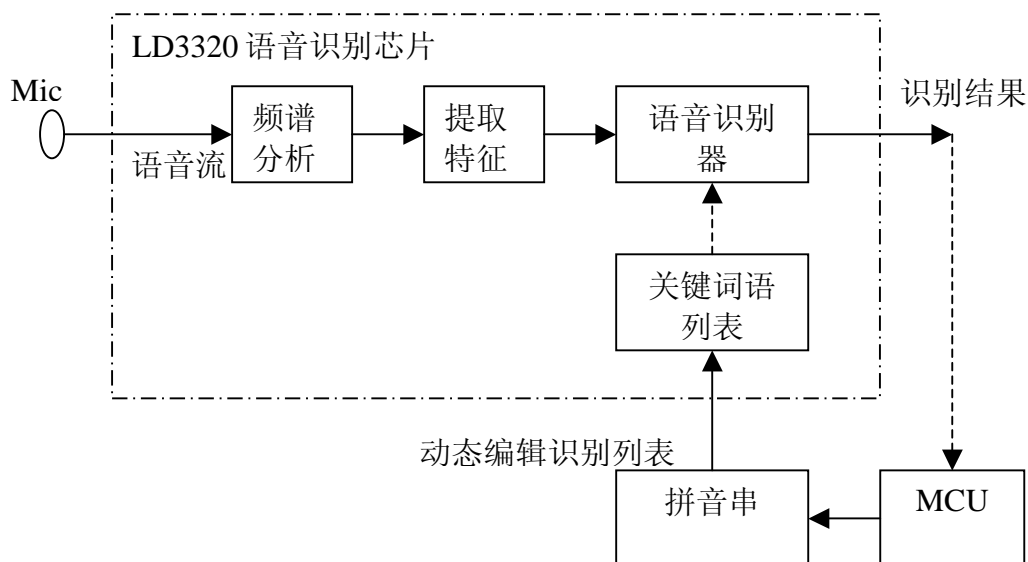 LD3320 语音识别芯片
Mic
识别结果
频谱
分析
提取
特征
语音识别
器
语音流
关键词语
列表
动态编辑识别列表
拼音串
MCU